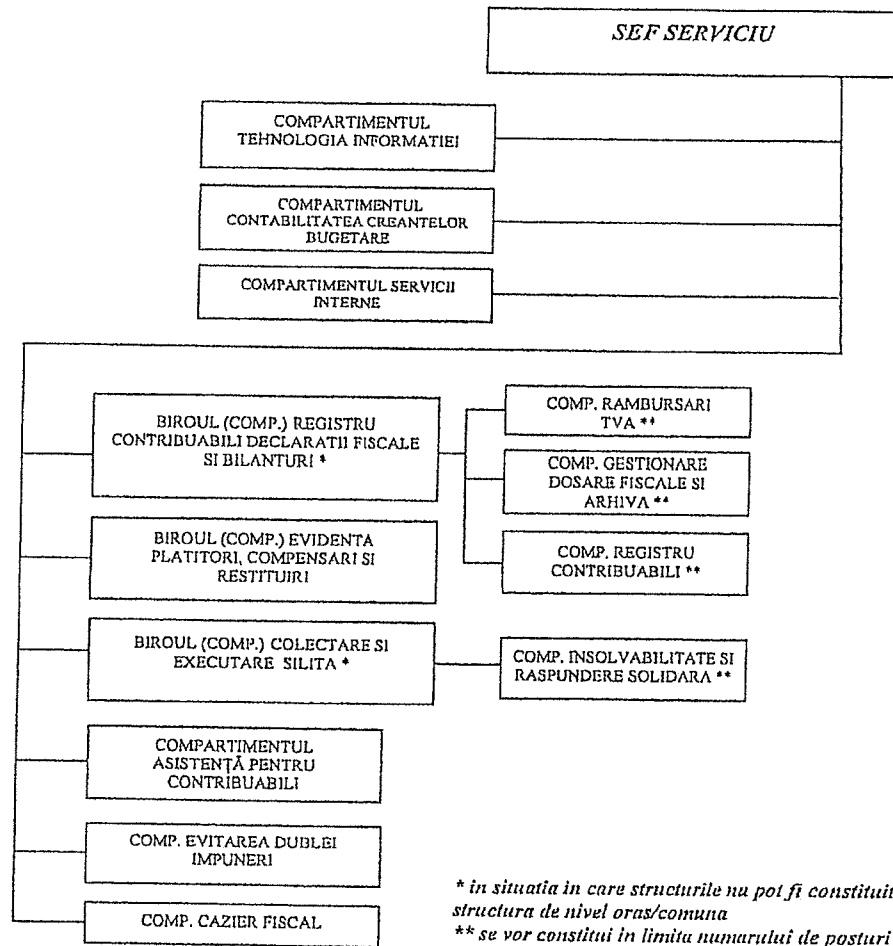 SEF SERVICIU
COMPARTIMENTUL
TEHNOLOGIA INFORMATIEI
COMPARTIMENTUL
CONTABILITATEA CREANTELOR
BUGETARE
COMPARTIMENTUL SERVICII
INTERNE
BIROUL (COMP.) REGISTRU
CONTRIBUABILI DECLARATII FISCALE
SI BILANTURI *
COMP. RAMBURSARI
TVA **
COMP. GESTIONARE
DOSARE FISCALE SI
ARHIVA **
COMP. REGISTRU
CONTRIBUABILI **
BIROUL (COMP.) EVIDENTA
PLATITORI, COMPENSARI SI
RESTITUIRI
BIROUL (COMP.) COLECTARE SI
EXECUTARE SILITA *
COMP. INSOLVABILITATE SI
RASPUNDERE SOLIDARA **
COMPARTIMENTUL
ASISTENŢĂ PENTRU
CONTRIBUABILI
COMP. EVITAREA DUBLEI
IMPUNERI
COMP. CAZIER FISCAL
* in situatia in care structurile nu pot fi constituit
structura de nivel oras/comuna
** se vor constitui in limita numarului de posturi